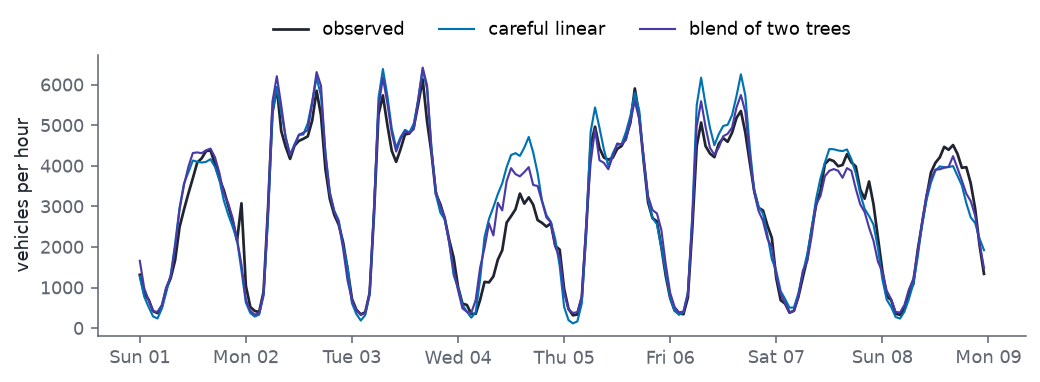 observed careful linear blend of two trees
vehicles per hour
6000
5000
4000
3000
2000
1000
0
Sun 01 Mon 02 Tue 03 Wed 04 Thu 05 Fri 06 Sat 07 Sun 08 Mon 09